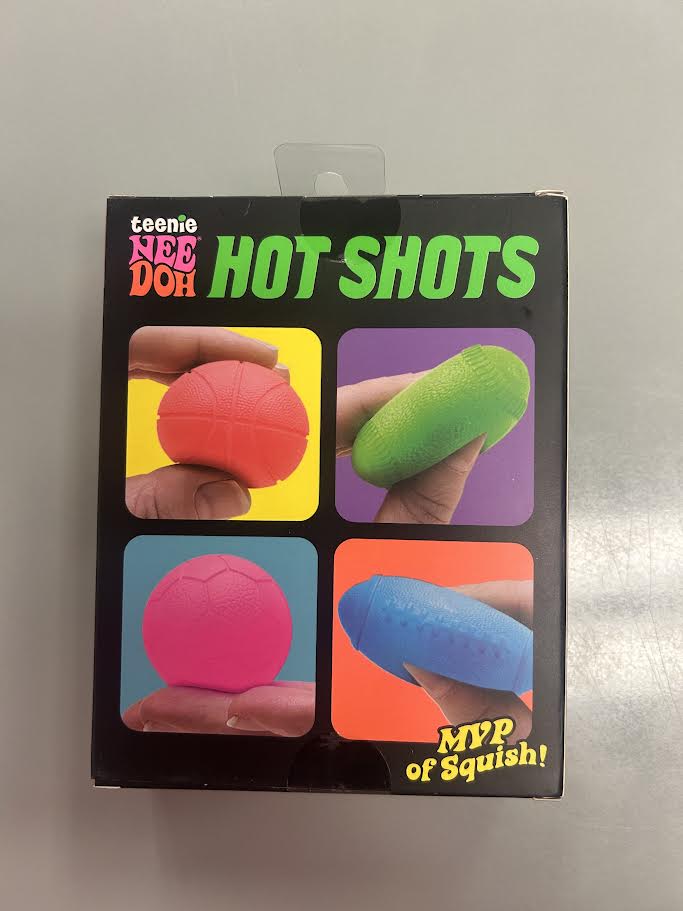 teenie
NEE
DOH®
HOT SHOTS
MVP
of Squish!